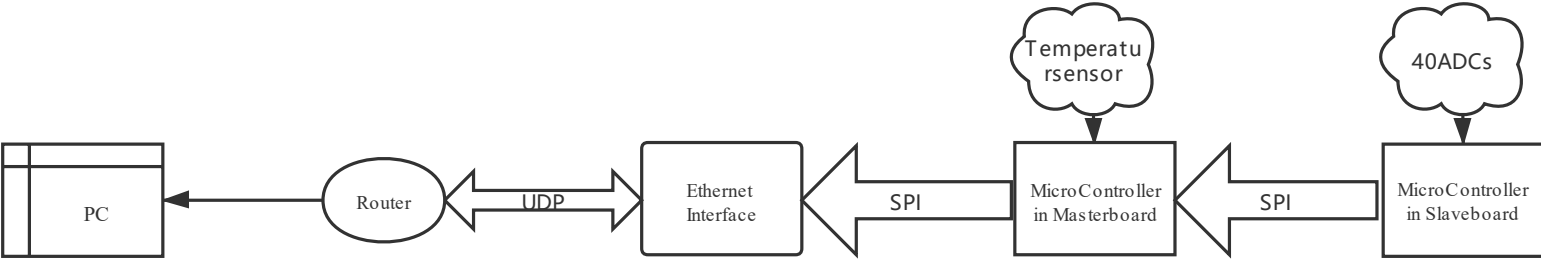 Temperatu
rsensor
40ADCs
PC
Router
UDP
Ethernet
Interface
SPI
MicroController
in Masterboard
SPI
MicroController
in Slaveboard